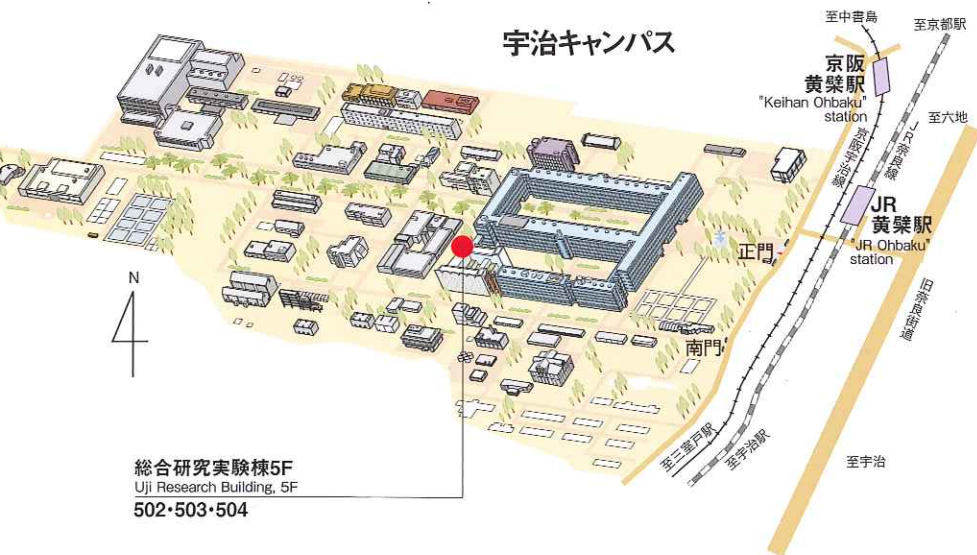 宇治キャンパス
至中書島
至京都駅
京阪
黄檗駅
"Keihan Ohbaku"
station
至六地
京阪宇治線
JR奈良線
JR
黄檗駅
"JR Ohbaku"
station
正門
旧奈良街道
南門
N
至三室戸駅
至宇治駅
至宇治
総合研究実験棟5F
Uji Research Building, 5F
502・503・504